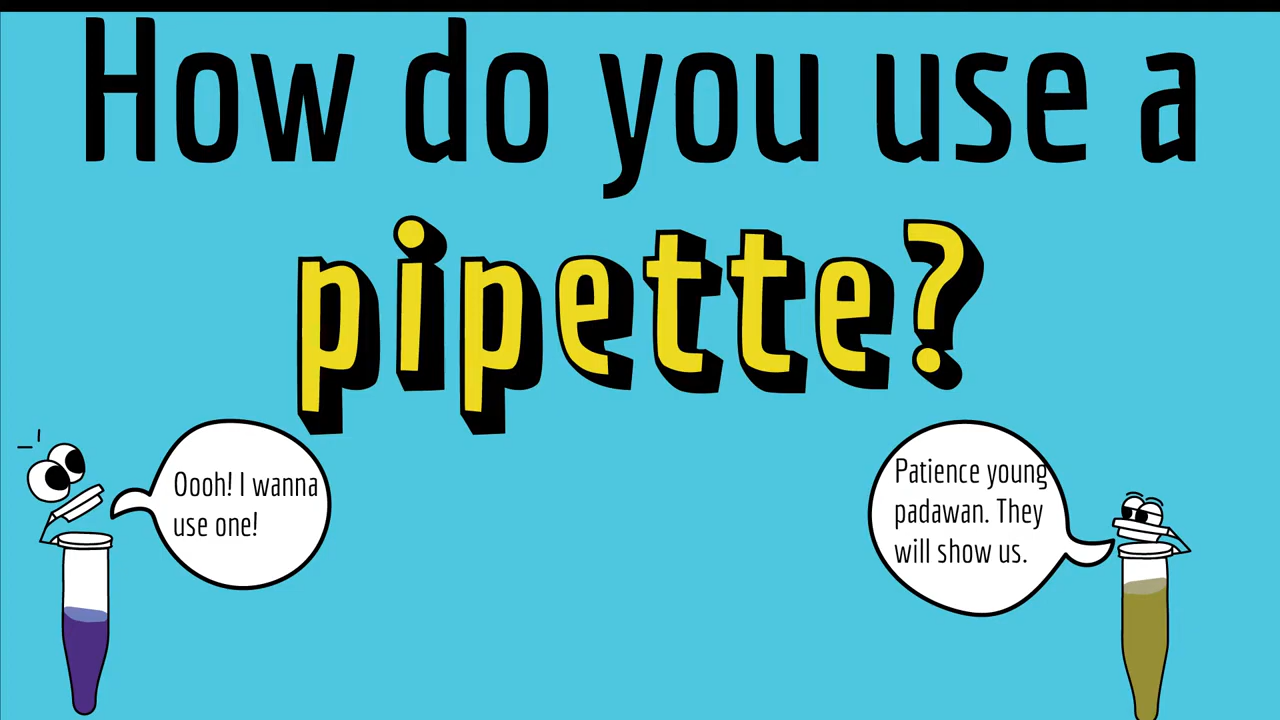 How do you use a
pipette?
Oooh! I wanna
use one!
Patience young
padawan. They
will show us.